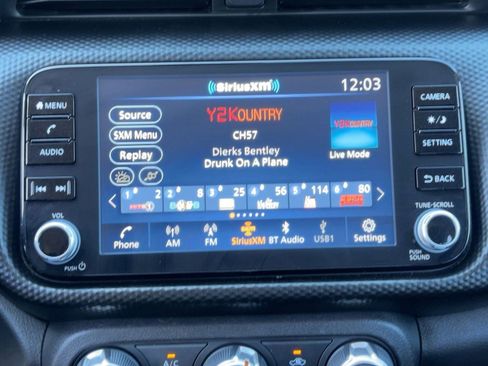 SiriusXM
12:03
MENU
Source
Y2KOUNTRY
Y2KOUNTRY
CAMERA
CH57
SXM Menu
AUDIO
Dierks Bentley
SETTING
Replay
Drunk On A Plane
Live Mode
BACK
1 2 2 8 3 25 4 56 5 114 6 80
VOL
TUNE·SCROLL
Phone AM FM SiriusXM BT Audio USB1 Settings
PUSH
PUSH SOUND
A/C